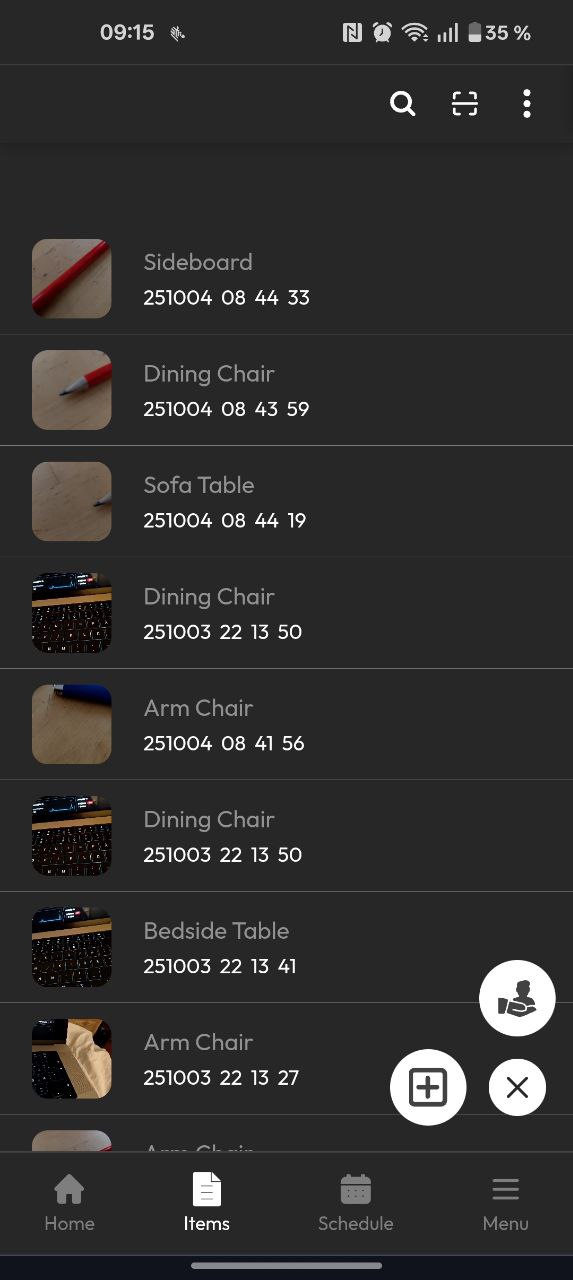 09:15 35 %
Sideboard
251004 08 44 33
Dining Chair
251004 08 43 59
Sofa Table
251004 08 44 19
Dining Chair
251003 22 13 50
Arm Chair
251004 08 41 56
Dining Chair
251003 22 13 50
Bedside Table
251003 22 13 41
Arm Chair
251003 22 13 27
Arm Chair
Home Items Schedule Menu